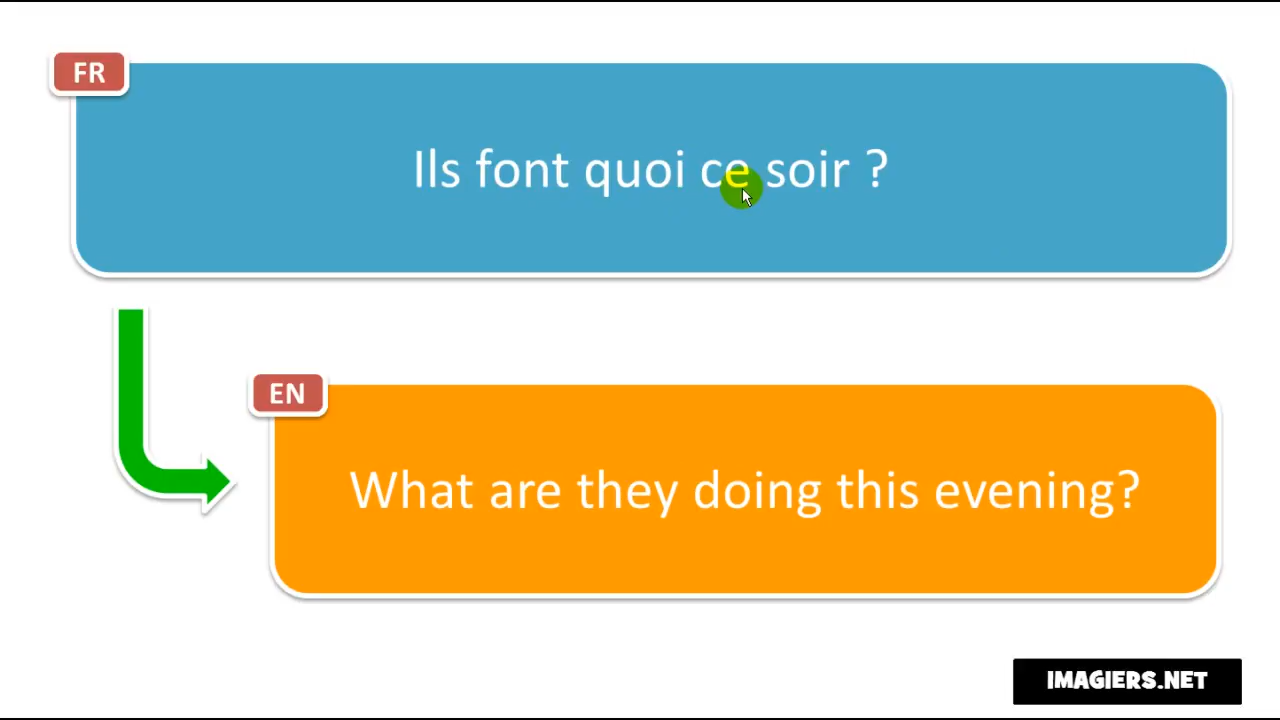 FR
Ils font quoi ce soir ?
EN
What are they doing this evening?
IMAGIERS.NET